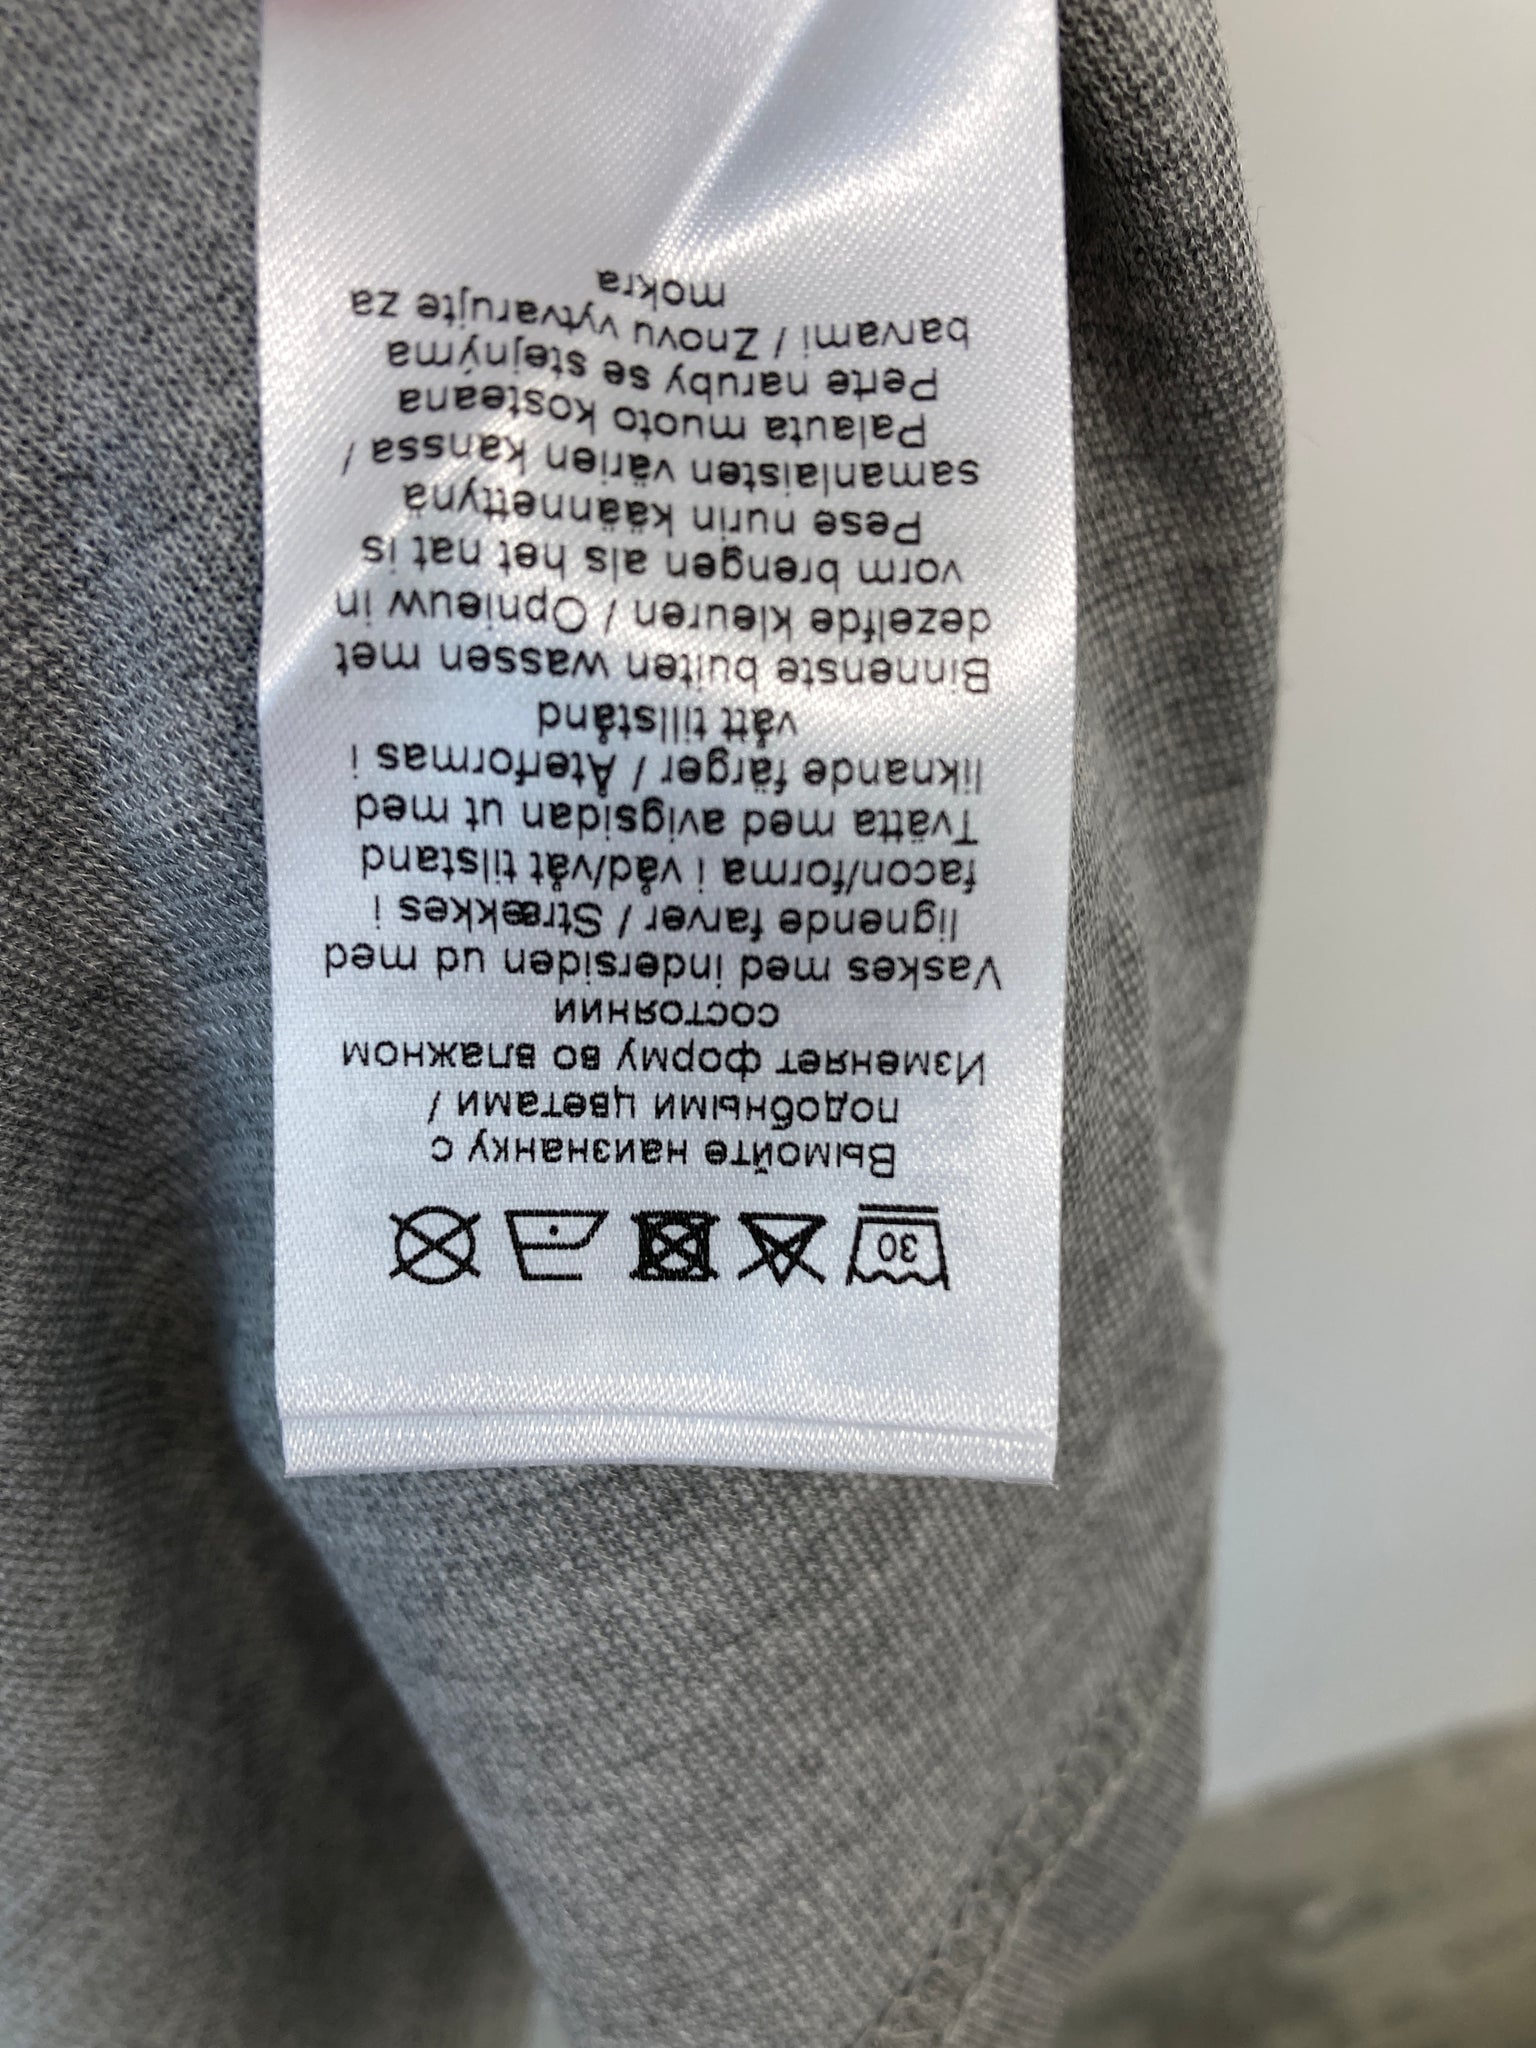 30
Вымойте наизнанку с
подобными цветами /
Изменяет форму во влажном
состоянии
Vaskes med indersiden ud med
lignende farver / Strækkes i
facon/forma i våd/våt tilstand
Tvätta med avigsidan ut med
liknande färger / Återformas i
vått tillstånd
Binnenste buiten wassen met
dezelfde kleuren / Opnieuw in
vorm brengen als het nat is
Pese nurin käännettynä
samanlaisten värien kanssa /
Palauta muoto kosteana
Perte naruby se stejnýma
barvami / Znovu vytvarujte za
mokra